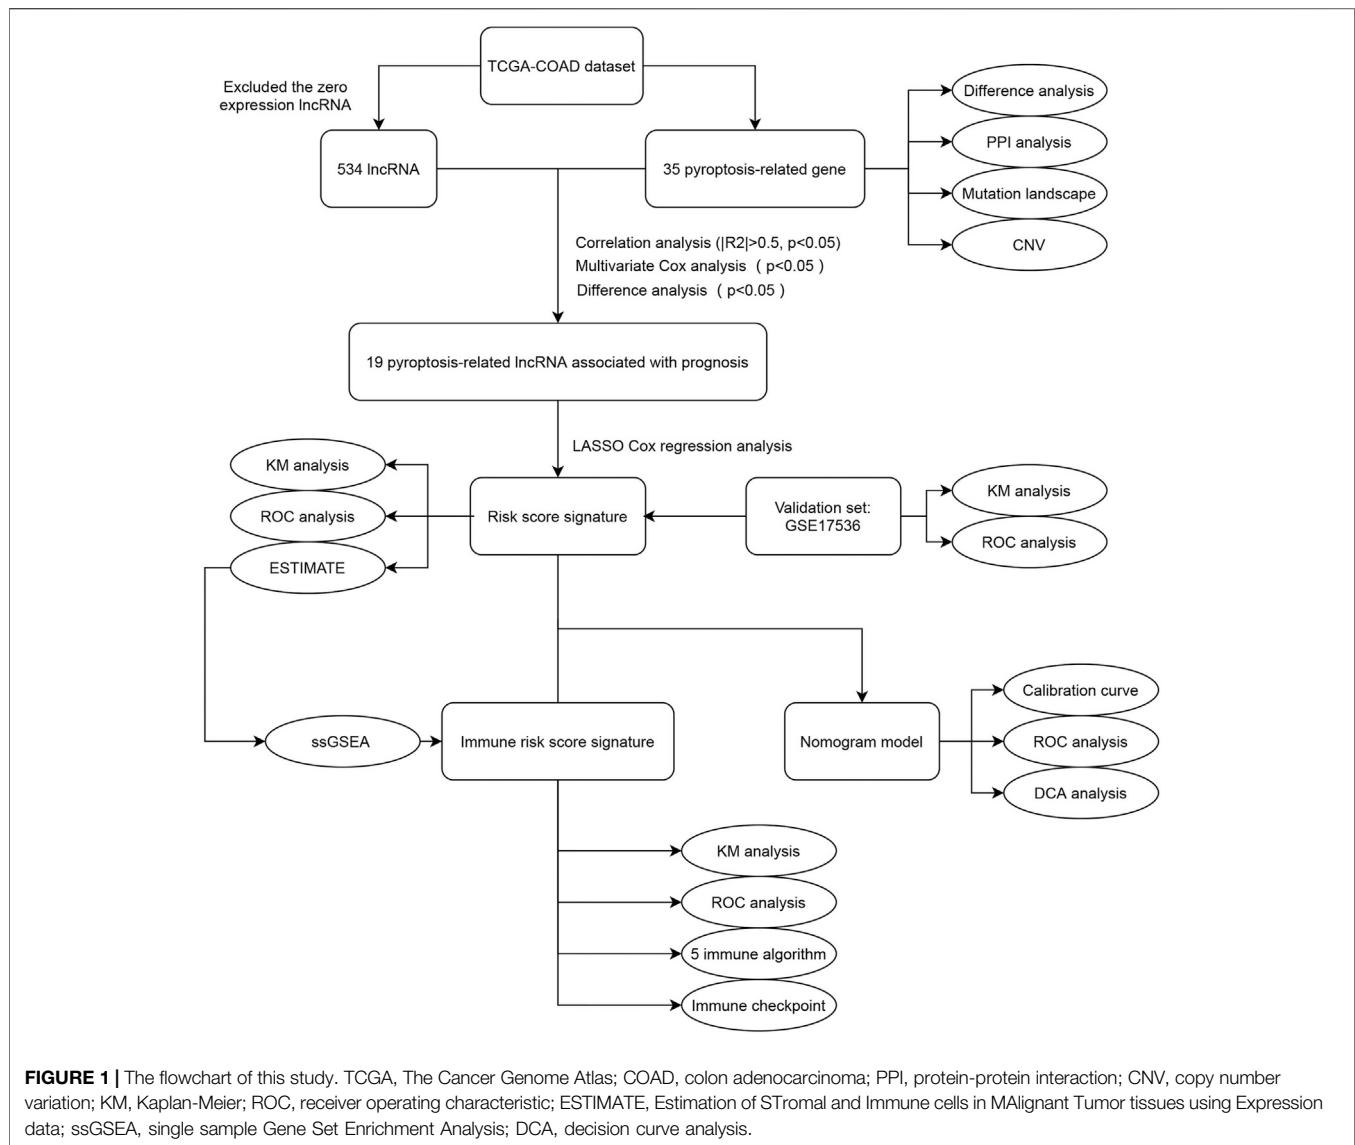 TCGA-COAD dataset
Excluded the zero
expression lncRNA
534 lncRNA
35 pyroptosis-related gene
Difference analysis
PPI analysis
Mutation landscape
CNV
Correlation analysis (|R2|>0.5, p<0.05)
Multivariate Cox analysis ( p<0.05 )
Difference analysis ( p<0.05 )
19 pyroptosis-related lncRNA associated with prognosis
LASSO Cox regression analysis
KM analysis
ROC analysis
ESTIMATE
Risk score signature
Validation set:
GSE17536
KM analysis
ROC analysis
ssGSEA
Immune risk score signature
Nomogram model
Calibration curve
ROC analysis
DCA analysis
KM analysis
ROC analysis
5 immune algorithm
Immune checkpoint
FIGURE 1 | The flowchart of this study. TCGA, The Cancer Genome Atlas; COAD, colon adenocarcinoma; PPI, protein-protein interaction; CNV, copy number
variation; KM, Kaplan-Meier; ROC, receiver operating characteristic; ESTIMATE, Estimation of STromal and Immune cells in MAlignant Tumor tissues using Expression
data; ssGSEA, single sample Gene Set Enrichment Analysis; DCA, decision curve analysis.